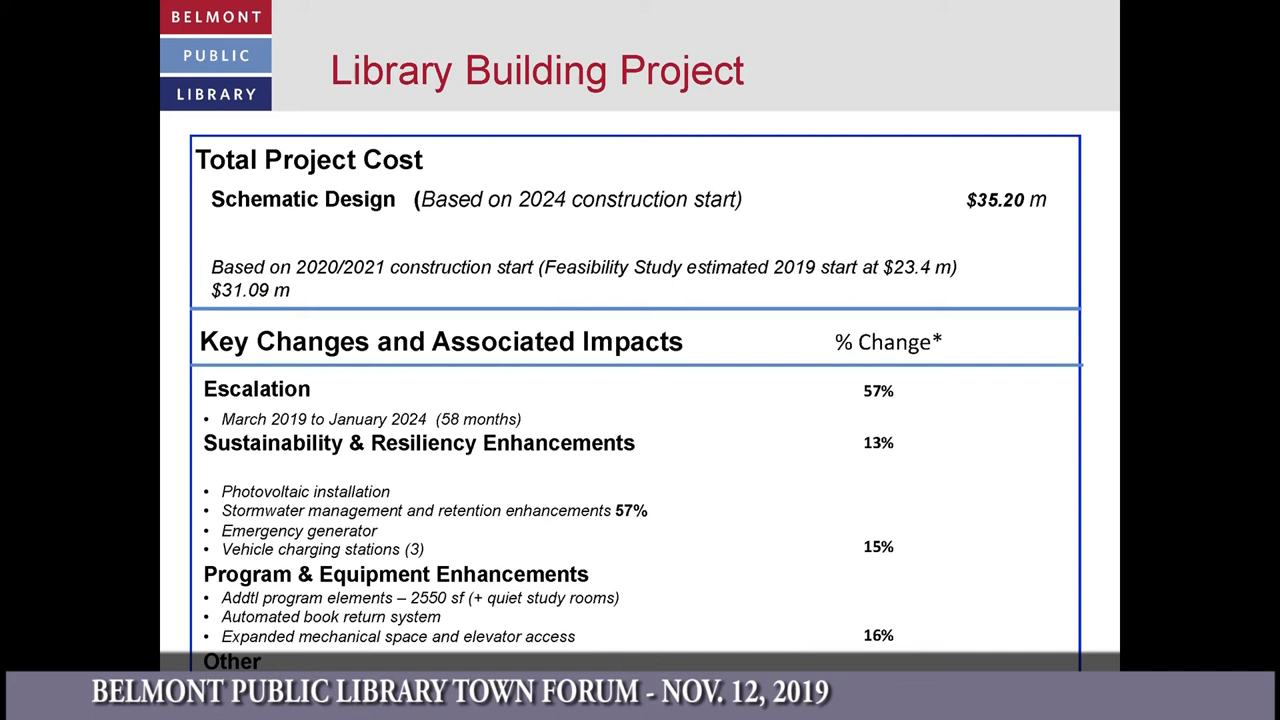 BELMONT
PUBLIC
LIBRARY
Library Building Project
Total Project Cost
Schematic Design (Based on 2024 construction start) $35.20 m
Based on 2020/2021 construction start (Feasibility Study estimated 2019 start at $23.4 m)
$31.09 m
Key Changes and Associated Impacts % Change*
Escalation 57%
• March 2019 to January 2024 (58 months)
Sustainability & Resiliency Enhancements 13%
• Photovoltaic installation
• Stormwater management and retention enhancements 57%
• Emergency generator
• Vehicle charging stations (3) 15%
Program & Equipment Enhancements
• Addtl program elements – 2550 sf (+ quiet study rooms)
• Automated book return system
• Expanded mechanical space and elevator access 16%
Other
BELMONT PUBLIC LIBRARY TOWN FORUM - NOV. 12, 2019